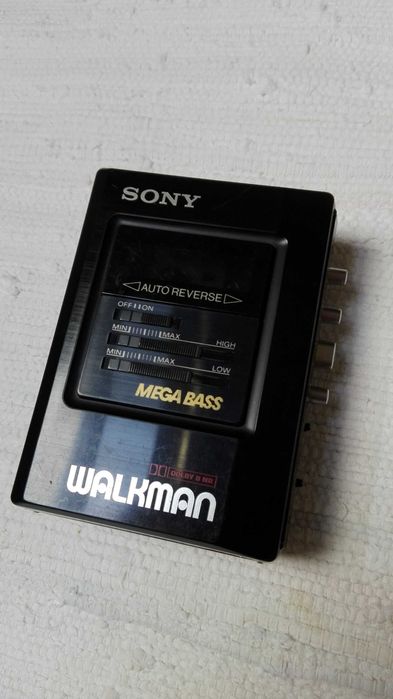 SONY
AUTO REVERSE
OFF ON
MIN MAX HIGH
MIN MAX LOW
MEGA BASS
DOLBY B NR
WALKMAN